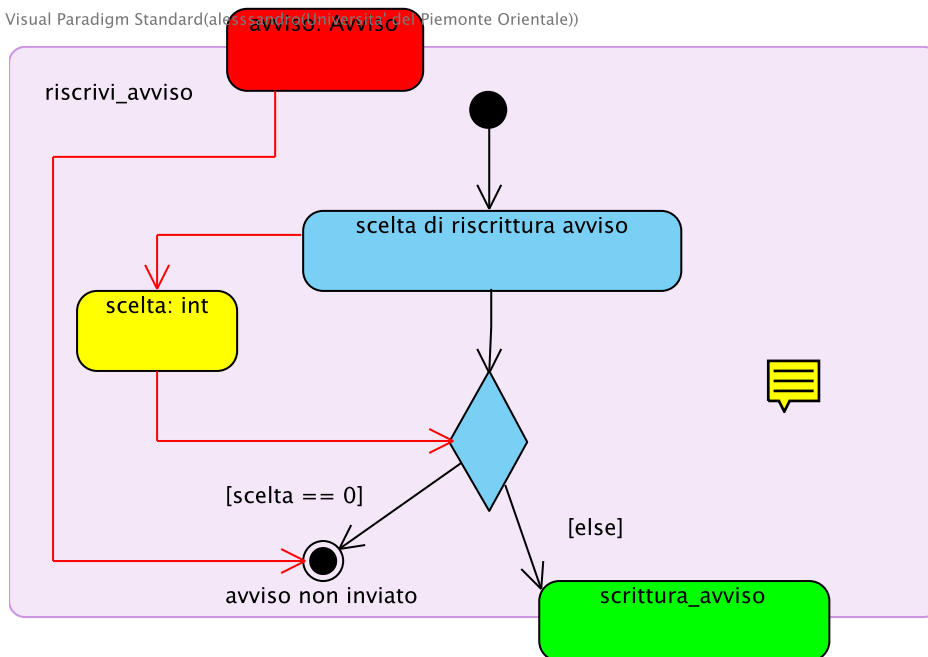 Visual Paradigm Standard(alesssandro(Universita' del Piemonte Orientale))
avviso: Avviso
riscrivi_avviso
scelta di riscrittura avviso
scelta: int
[scelta == 0]
[else]
avviso non inviato
scrittura_avviso